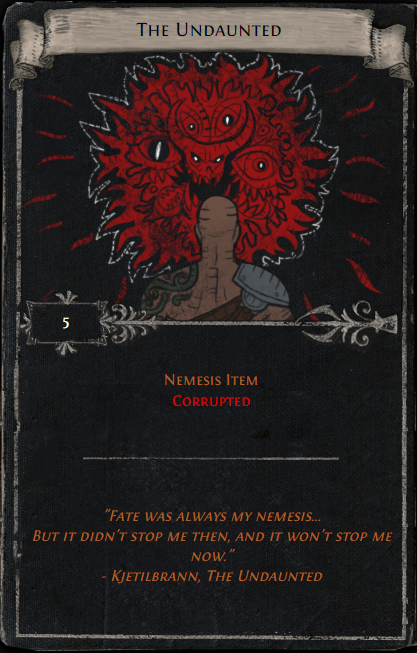 The Undaunted
5
Nemesis Item
Corrupted
"Fate was always my nemesis...
But it didn't stop me then, and it won't stop me
now."
- Kjetilbrann, The Undaunted